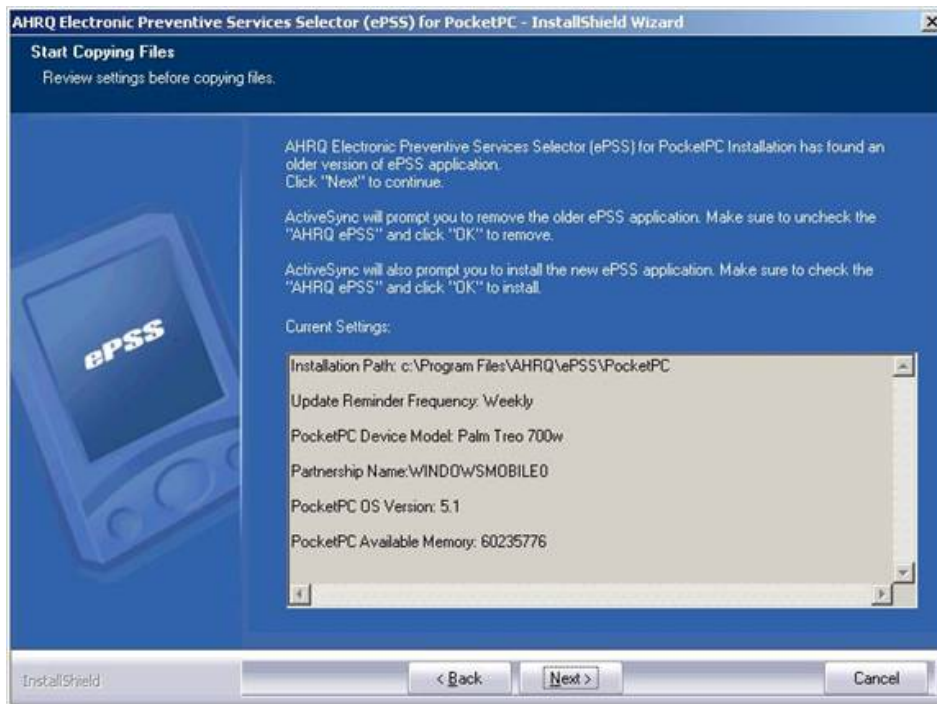 AHRQ Electronic Preventive Services Selector (ePSS) for PocketPC - InstallShield Wizard
Start Copying Files
Review settings before copying files.
AHRQ Electronic Preventive Services Selector (ePSS) for PocketPC Installation has found an
older version of ePSS application.
Click "Next" to continue.
ActiveSync will prompt you to remove the older ePSS application. Make sure to uncheck the
"AHRQ ePSS" and click "OK" to remove.
ActiveSync will also prompt you to install the new ePSS application. Make sure to check the
"AHRQ ePSS" and click "OK" to install.
ePSS
Current Settings:
Installation Path: c:\Program Files\AHRQ\ePSS\PocketPC
Update Reminder Frequency: Weekly
PocketPC Device Model: Palm Treo 700w
Partnership Name:WINDOWSMOBILE0
PocketPC OS Version: 5.1
PocketPC Available Memory: 60235776
InstallShield
< Back
Next >
Cancel